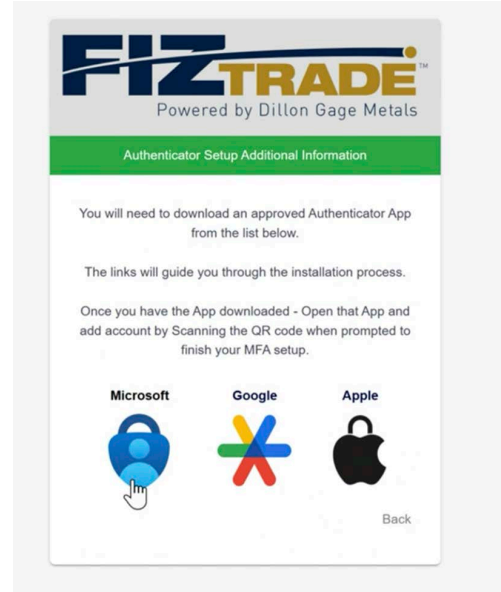 FIZTRADE™
Powered by Dillon Gage Metals
Authenticator Setup Additional Information
You will need to download an approved Authenticator App
from the list below.
The links will guide you through the installation process.
Once you have the App downloaded - Open that App and
add account by Scanning the QR code when prompted to
finish your MFA setup.
Microsoft Google Apple
Back